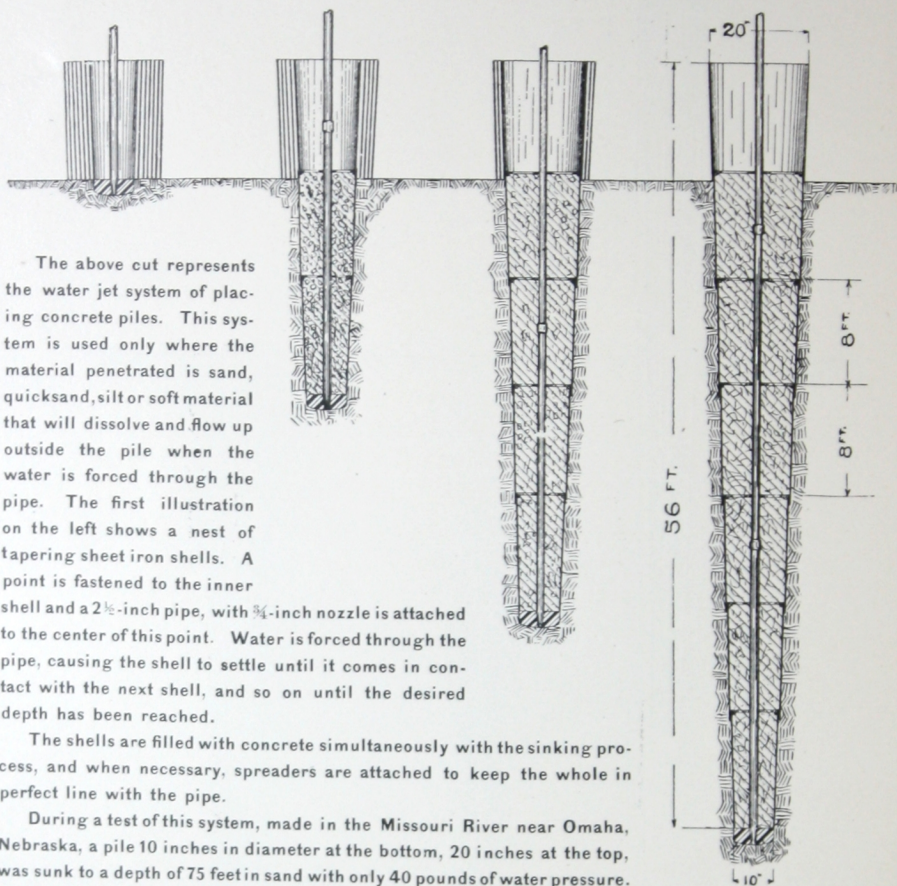 20"
The above cut represents
the water jet system of plac-
ing concrete piles. This sys-
tem is used only where the
material penetrated is sand,
quicksand, silt or soft material
that will dissolve and flow up
outside the pile when the
water is forced through the
pipe. The first illustration
on the left shows a nest of
tapering sheet iron shells. A
point is fastened to the inner
shell and a 2½-inch pipe, with ¾-inch nozzle is attached
to the center of this point. Water is forced through the
pipe, causing the shell to settle until it comes in con-
tact with the next shell, and so on until the desired
depth has been reached.
The shells are filled with concrete simultaneously with the sinking pro-
cess, and when necessary, spreaders are attached to keep the whole in
perfect line with the pipe.
During a test of this system, made in the Missouri River near Omaha,
Nebraska, a pile 10 inches in diameter at the bottom, 20 inches at the top,
was sunk to a depth of 75 feet in sand with only 40 pounds of water pressure.
56 FT.
8 FT.
8 FT.
10"